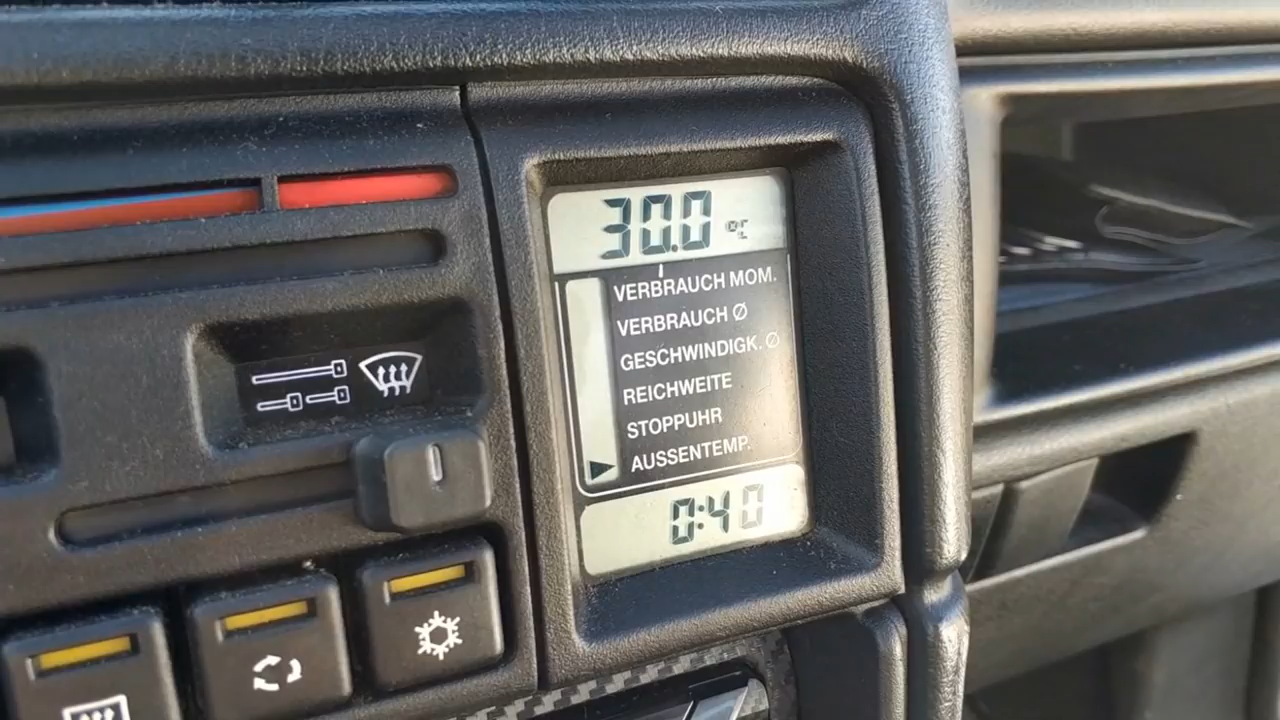 30.0 °C
VERBRAUCH MOM.
VERBRAUCH Ø
GESCHWINDIGK. Ø
REICHWEITE
STOPPUHR
AUSSENTEMP.
0:40